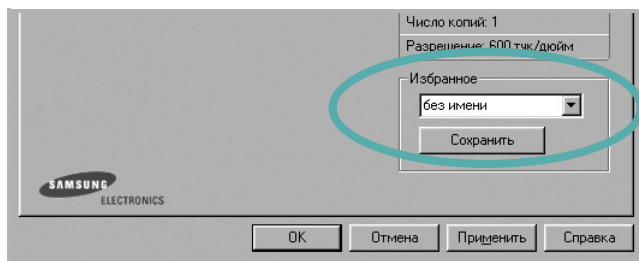 Число копий: 1
Разрешение: 600 тчк/дюйм
Избранное
без имени
Сохранить
SAMSUNG
ELECTRONICS
OK Отмена Применить Справка